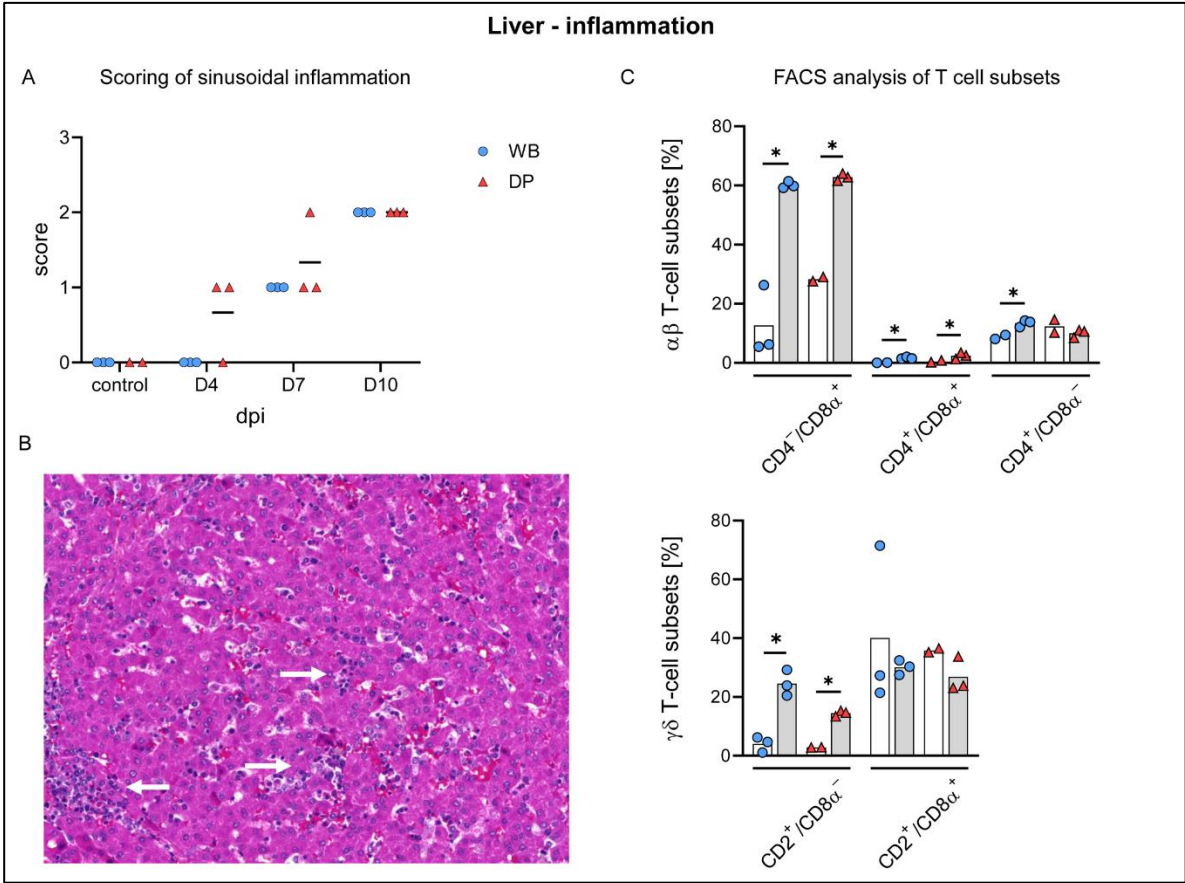 Liver - inflammation
A
Scoring of sinusoidal inflammation
WB
DP
score
3
2
1
0
control
D4
D7
D10
dpi
B
C
FACS analysis of T cell subsets
αβ T-cell subsets [%]
80
60
40
20
0
*
*
*
*
*
CD4⁻/CD8α⁺
CD4⁺/CD8α⁺
CD4⁺/CD8α⁻
γδ T-cell subsets [%]
80
60
40
20
0
*
*
CD2⁺/CD8α⁻
CD2⁺/CD8α⁺